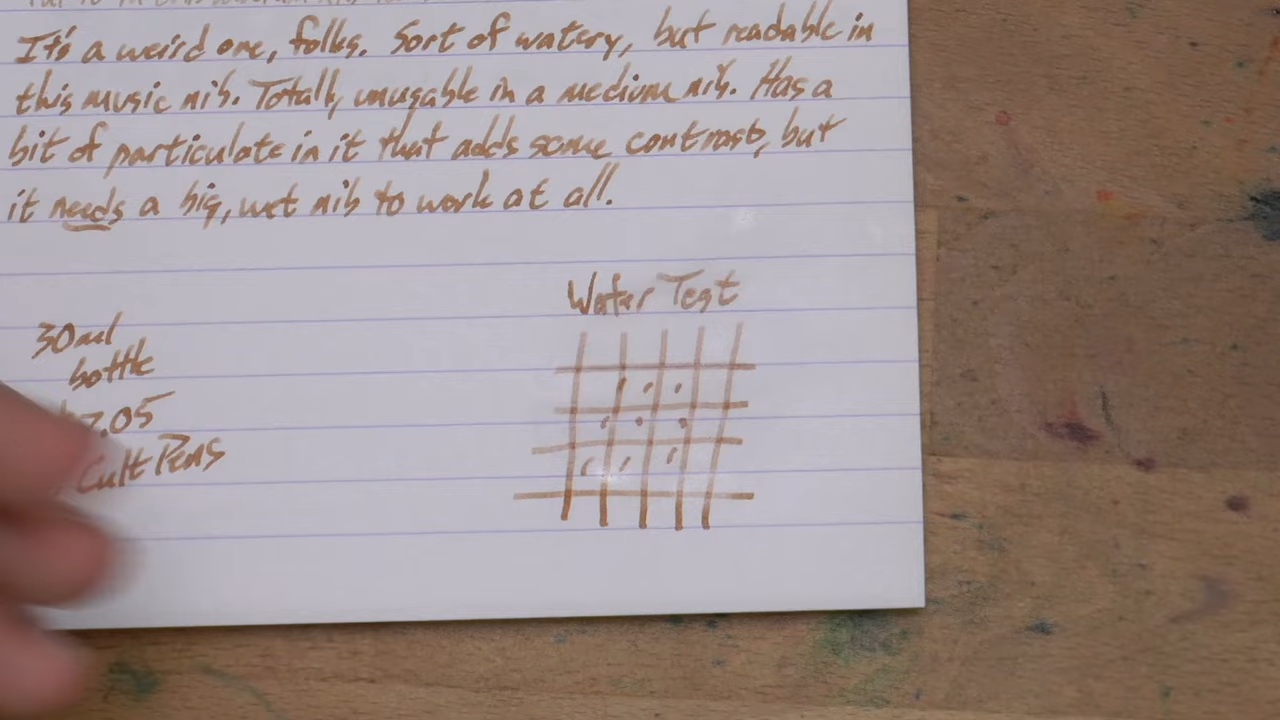 It's a weird one, folks. Sort of watery, but readable in
this music nib. Totally unusable in a medium nib. Has a
bit of particulate in it that adds some contrast, but
it needs a big, wet nib to work at all.
Water Test
30ml
bottle
7.05
Cult Pens